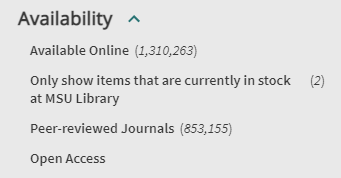 Availability
Available Online (1,310,263)
Only show items that are currently in stock (2)
at MSU Library
Peer-reviewed Journals (853,155)
Open Access